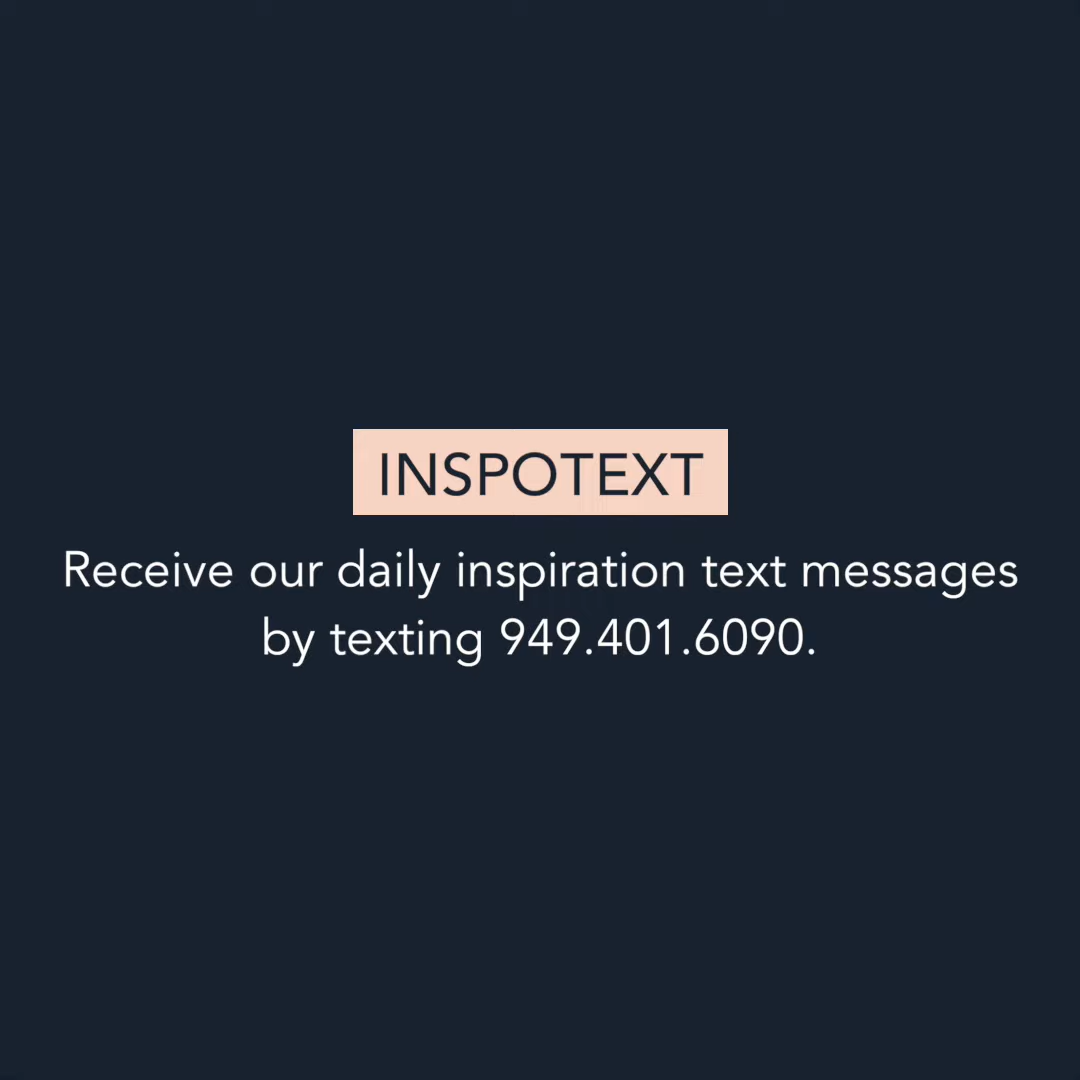 INSPOTEXT
Receive our daily inspiration text messages
by texting 949.401.6090.